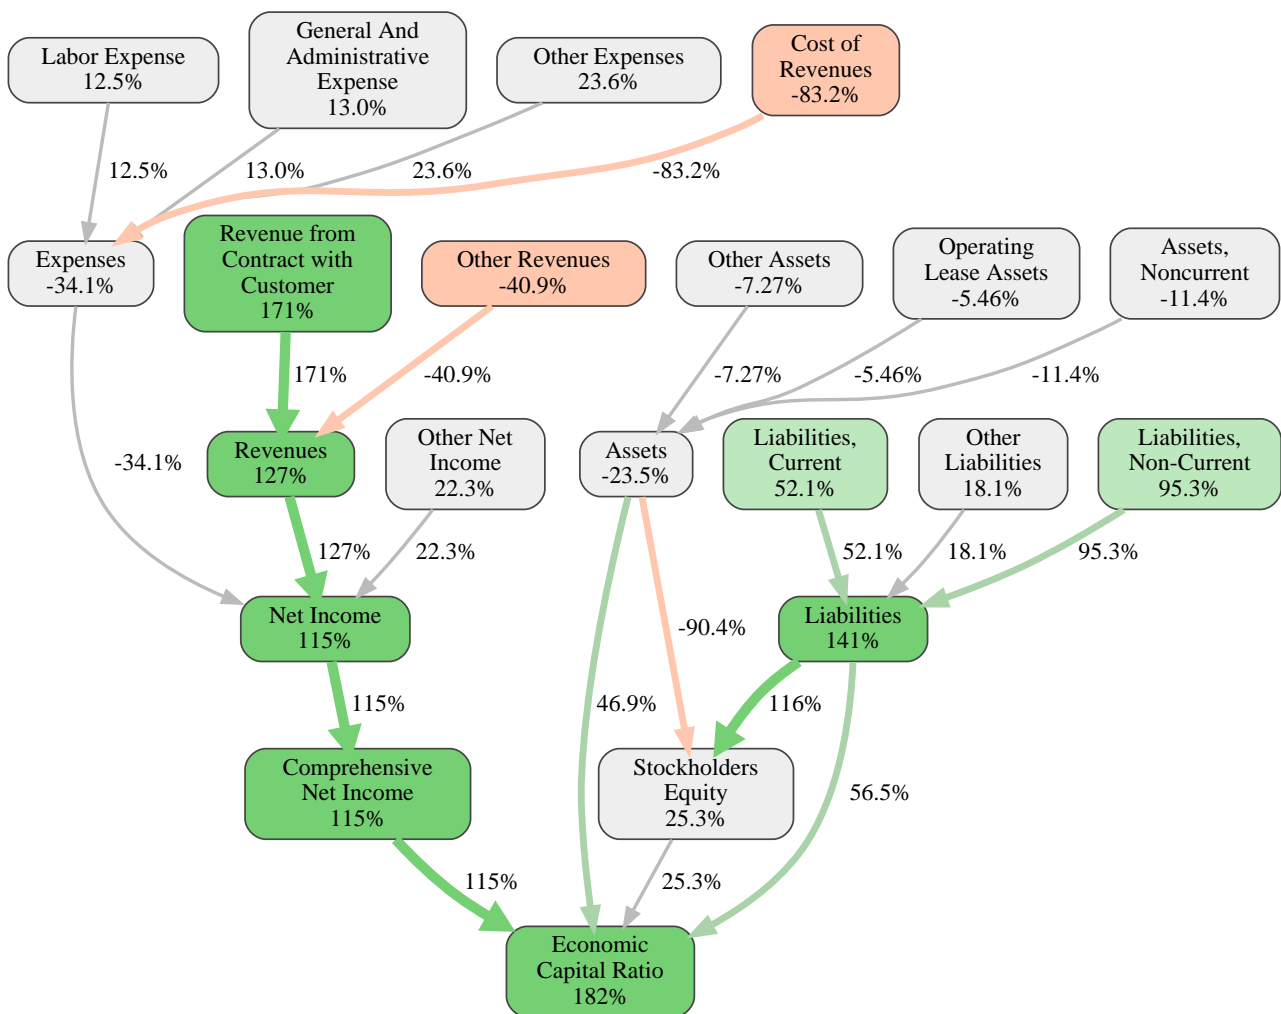 Labor Expense
12.5%
General And
Administrative
Expense
13.0%
Other Expenses
23.6%
Cost of
Revenues
-83.2%
12.5%
13.0%
23.6%
-83.2%
Expenses
-34.1%
Revenue from
Contract with
Customer
171%
Other Revenues
-40.9%
Other Assets
-7.27%
Operating
Lease Assets
-5.46%
Assets,
Noncurrent
-11.4%
171%
-40.9%
-7.27%
-5.46%
-11.4%
-34.1%
Revenues
127%
Other Net
Income
22.3%
Assets
-23.5%
Liabilities,
Current
52.1%
Other
Liabilities
18.1%
Liabilities,
Non-Current
95.3%
127%
22.3%
52.1%
18.1%
95.3%
Net Income
115%
-90.4%
Liabilities
141%
115%
46.9%
116%
Comprehensive
Net Income
115%
Stockholders
Equity
25.3%
56.5%
115%
25.3%
Economic
Capital Ratio
182%